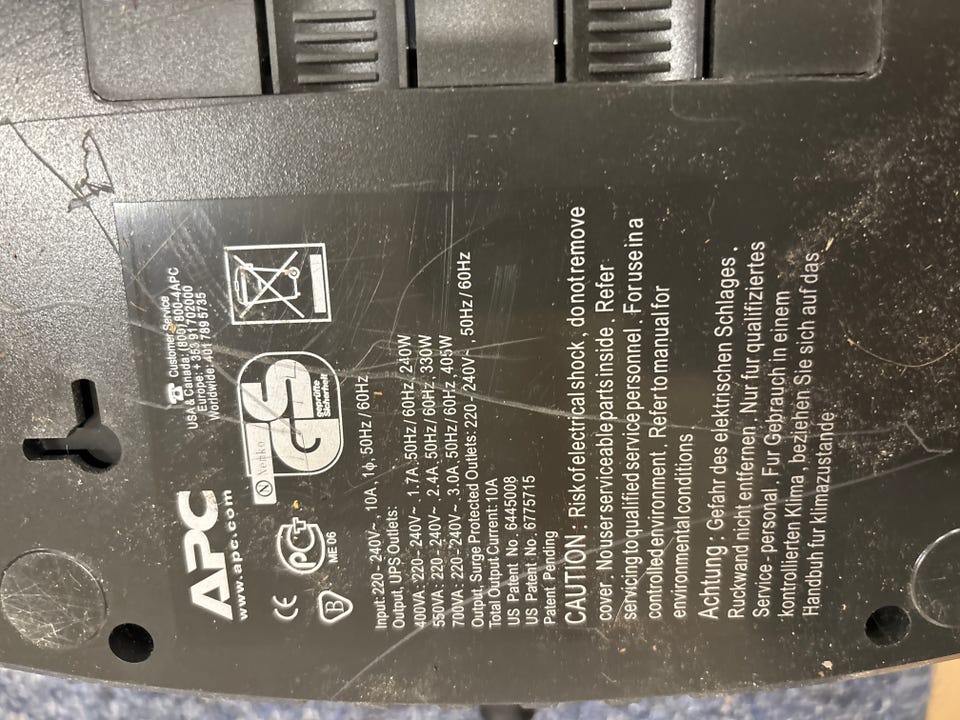 APC
www.apc.com
Customer Service
USA & Canada: (800) 800-4APC
Europe: + 353 91 702000
Worldwide: 401 789 5735
Nemko
GS
geprüfte
Sicherheit
CE
PCT
ME 06
B
Input: 220 - 240V~, 10A, 1ϕ, 50Hz / 60Hz
Output, UPS Outlets:
400VA: 220 - 240V~ 1.7A, 50Hz / 60Hz, 240W
550VA: 220 - 240V~ 2.4A, 50Hz / 60Hz, 330W
700VA: 220 - 240V~ 3.0A, 50Hz / 60Hz, 405W
Output, Surge Protected Outlets: 220 - 240V~ , 50Hz / 60Hz
Total Output Current: 10A
US Patent No. 6445008
US Patent No. 6775715
Patent Pending
CAUTION : Risk of electrical shock, do not remove
cover. No user serviceable parts inside. Refer
servicing to qualified service personnel. For use in a
controlled environment. Refer to manual for
environmental conditions
Achtung : Gefahr des elektrischen Schlages .
Ruckwand nicht entfernen. Nur fur qualifiziertes
Service - personal. Fur Gebrauch in einem
kontrollierten Klima , beziehen Sie sich auf das
Handbuh fur klimazustande